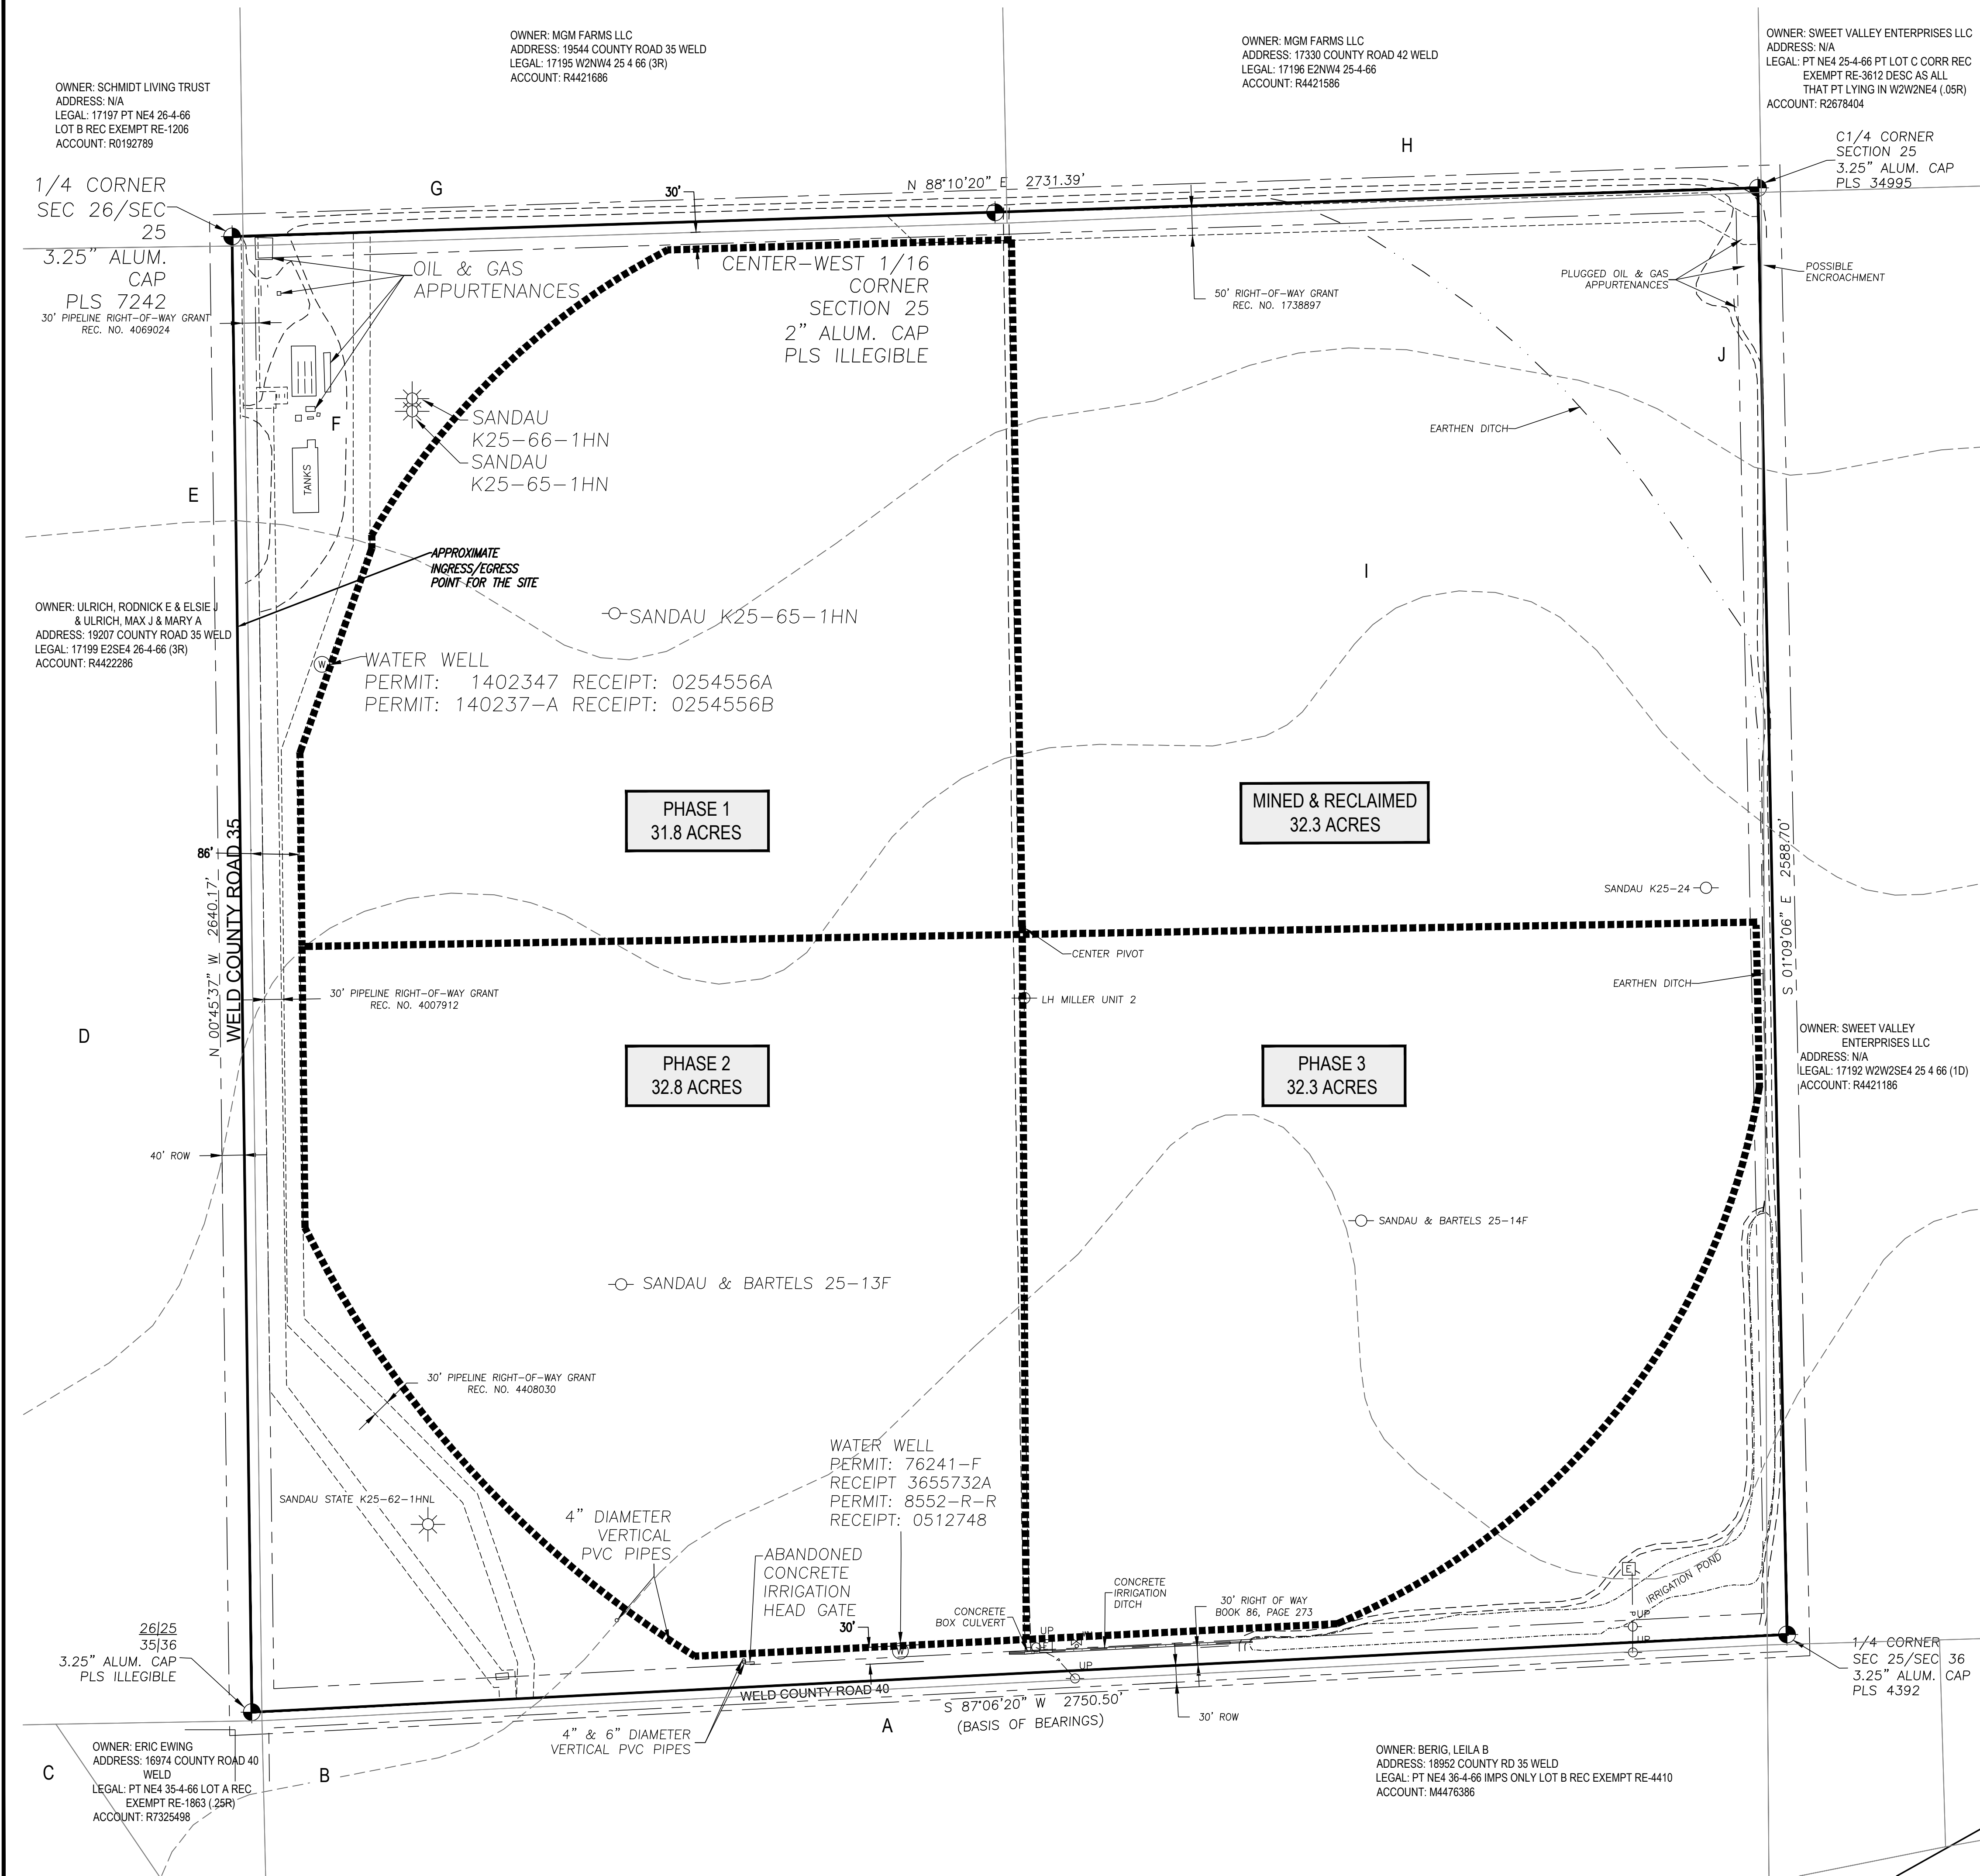 OWNER: MGM FARMS LLC
ADDRESS: 19544 COUNTY ROAD 35 WELD
LEGAL: 17195 W2NW4 25 4 66 (3R)
ACCOUNT: R4421686
OWNER: MGM FARMS LLC
ADDRESS: 17330 COUNTY ROAD 42 WELD
LEGAL: 17196 E2NW4 25-4-66
ACCOUNT: R4421586
OWNER: SWEET VALLEY ENTERPRISES LLC
ADDRESS: N/A
LEGAL: PT NE4 25-4-66 PT LOT C CORR REC
EXEMPT RE-3612 DESC AS ALL
THAT PT LYING IN W2W2NE4 (.05R)
ACCOUNT: R2678404
OWNER: SCHMIDT LIVING TRUST
ADDRESS: N/A
LEGAL: 17197 PT NE4 26-4-66
LOT B REC EXEMPT RE-1206
ACCOUNT: R0192789
C1/4 CORNER
SECTION 25
3.25" ALUM. CAP
PLS 34995
H
G
1/4 CORNER
SEC 26/SEC
25
3.25" ALUM.
CAP
PLS 7242
30'
N 88°10'20" E 2731.39'
30' PIPELINE RIGHT-OF-WAY GRANT
REC. NO. 4069024
OIL & GAS
APPURTENANCES
CENTER-WEST 1/16
CORNER
SECTION 25
2" ALUM. CAP
PLS ILLEGIBLE
50' RIGHT-OF-WAY GRANT
REC. NO. 1738897
PLUGGED OIL & GAS
APPURTENANCES
POSSIBLE
ENCROACHMENT
J
F
SANDAU
K25-66-1HN
SANDAU
K25-65-1HN
EARTHEN DITCH
TANKS
E
APPROXIMATE
INGRESS/EGRESS
POINT FOR THE SITE
I
OWNER: ULRICH, RODNICK E & ELSIE J
& ULRICH, MAX J & MARY A
ADDRESS: 19207 COUNTY ROAD 35 WELD
LEGAL: 17199 E2SE4 26-4-66 (3R)
ACCOUNT: R4422286
SANDAU K25-65-1HN
W
WATER WELL
PERMIT: 1402347 RECEIPT: 0254556A
PERMIT: 140237-A RECEIPT: 0254556B
PHASE 1
31.8 ACRES
MINED & RECLAIMED
32.3 ACRES
86'
N 00°45'37" W 2640.17'
WELD COUNTY ROAD 35
SANDAU K25-24
S 01°09'06" E 2588.70'
CENTER PIVOT
EARTHEN DITCH
30' PIPELINE RIGHT-OF-WAY GRANT
REC. NO. 4007912
LH MILLER UNIT 2
D
PHASE 2
32.8 ACRES
PHASE 3
32.3 ACRES
OWNER: SWEET VALLEY
ENTERPRISES LLC
ADDRESS: N/A
LEGAL: 17192 W2W2SE4 25 4 66 (1D)
ACCOUNT: R4421186
40' ROW
SANDAU & BARTELS 25-14F
SANDAU & BARTELS 25-13F
30' PIPELINE RIGHT-OF-WAY GRANT
REC. NO. 4408030
SANDAU STATE K25-62-1HNL
WATER WELL
PERMIT: 76241-F
RECEIPT 3655732A
PERMIT: 8552-R-R
RECEIPT: 0512748
4" DIAMETER
VERTICAL
PVC PIPES
ABANDONED
CONCRETE
IRRIGATION
HEAD GATE
30'
W
CONCRETE
BOX CULVERT
UP
E
UP
CONCRETE
IRRIGATION
DITCH
30' RIGHT OF WAY
BOOK 86, PAGE 273
E
IRRIGATION POND
UP
UP
26|25
35|36
3.25" ALUM. CAP
PLS ILLEGIBLE
WELD COUNTY ROAD 40
S 87°06'20" W 2750.50'
(BASIS OF BEARINGS)
A
30' ROW
1/4 CORNER
SEC 25/SEC 36
3.25" ALUM. CAP
PLS 4392
4" & 6" DIAMETER
VERTICAL PVC PIPES
C
OWNER: ERIC EWING
ADDRESS: 16974 COUNTY ROAD 40
WELD
LEGAL: PT NE4 35-4-66 LOT A REC
EXEMPT RE-1863 (.25R)
ACCOUNT: R7325498
B
OWNER: BERIG, LEILA B
ADDRESS: 18952 COUNTY RD 35 WELD
LEGAL: PT NE4 36-4-66 IMPS ONLY LOT B REC EXEMPT RE-4410
ACCOUNT: M4476386